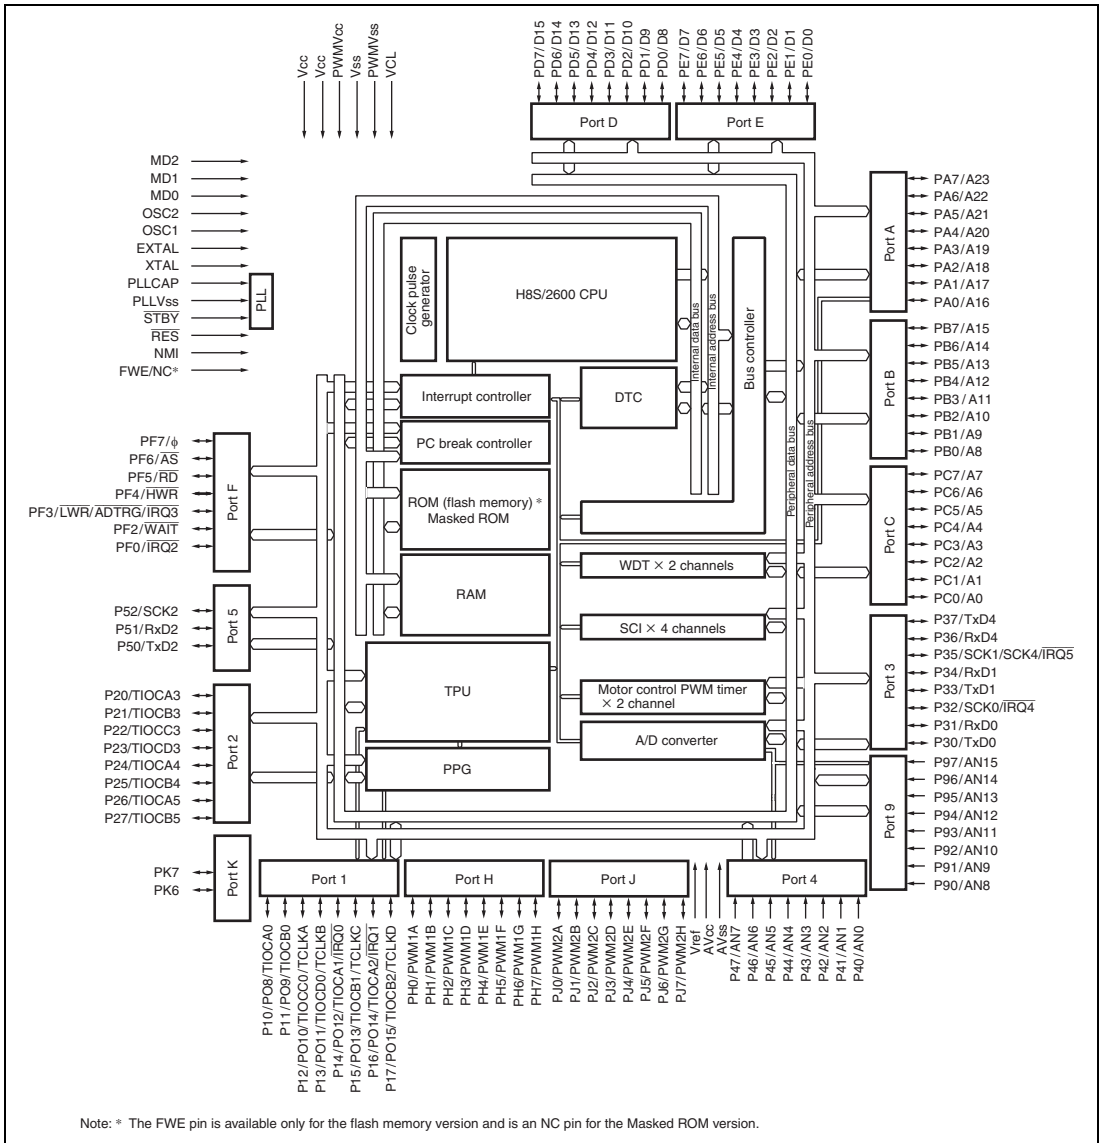 Vcc
Vcc
PWMVcc
Vss
PWMVss
VCL
PD7/D15
PD6/D14
PD5/D13
PD4/D12
PD3/D11
PD2/D10
PD1/D9
PD0/D8
PE7/D7
PE6/D6
PE5/D5
PE4/D4
PE3/D3
PE2/D2
PE1/D1
PE0/D0
Port D
Port E
MD2
MD1
MD0
OSC2
OSC1
EXTAL
XTAL
PLLCAP
PLLVss
STBY
RES
NMI
FWE/NC*
PLL
Clock pulse
generator
H8S/2600 CPU
Internal data bus
Internal address bus
Bus controller
Interrupt controller
DTC
PC break controller
ROM (flash memory) *
Masked ROM
RAM
WDT × 2 channels
SCI × 4 channels
TPU
Motor control PWM timer
× 2 channel
A/D converter
PPG
Peripheral data bus
Peripheral address bus
Port A
PA7/A23
PA6/A22
PA5/A21
PA4/A20
PA3/A19
PA2/A18
PA1/A17
PA0/A16
Port B
PB7/A15
PB6/A14
PB5/A13
PB4/A12
PB3/A11
PB2/A10
PB1/A9
PB0/A8
Port C
PC7/A7
PC6/A6
PC5/A5
PC4/A4
PC3/A3
PC2/A2
PC1/A1
PC0/A0
Port 3
P37/TxD4
P36/RxD4
P35/SCK1/SCK4/IRQ5
P34/RxD1
P33/TxD1
P32/SCK0/IRQ4
P31/RxD0
P30/TxD0
Port 9
P97/AN15
P96/AN14
P95/AN13
P94/AN12
P93/AN11
P92/AN10
P91/AN9
P90/AN8
PF7/ϕ
PF6/AS
PF5/RD
PF4/HWR
PF3/LWR/ADTRG/IRQ3
PF2/WAIT
PF0/IRQ2
Port F
P52/SCK2
P51/RxD2
P50/TxD2
Port 5
P20/TIOCA3
P21/TIOCB3
P22/TIOCC3
P23/TIOCD3
P24/TIOCA4
P25/TIOCB4
P26/TIOCA5
P27/TIOCB5
Port 2
PK7
PK6
Port K
Port 1
Port H
Port J
Port 4
P10/PO8/TIOCA0
P11/PO9/TIOCB0
P12/PO10/TIOCC0/TCLKA
P13/PO11/TIOCD0/TCLKB
P14/PO12/TIOCA1/IRQ0
P15/PO13/TIOCB1/TCLKC
P16/PO14/TIOCA2/IRQ1
P17/PO15/TIOCB2/TCLKD
PH0/PWM1A
PH1/PWM1B
PH2/PWM1C
PH3/PWM1D
PH4/PWM1E
PH5/PWM1F
PH6/PWM1G
PH7/PWM1H
PJ0/PWM2A
PJ1/PWM2B
PJ2/PWM2C
PJ3/PWM2D
PJ4/PWM2E
PJ5/PWM2F
PJ6/PWM2G
PJ7/PWM2H
Vref
AVcc
AVss
P47/AN7
P46/AN6
P45/AN5
P44/AN4
P43/AN3
P42/AN2
P41/AN1
P40/AN0
Note: * The FWE pin is available only for the flash memory version and is an NC pin for the Masked ROM version.